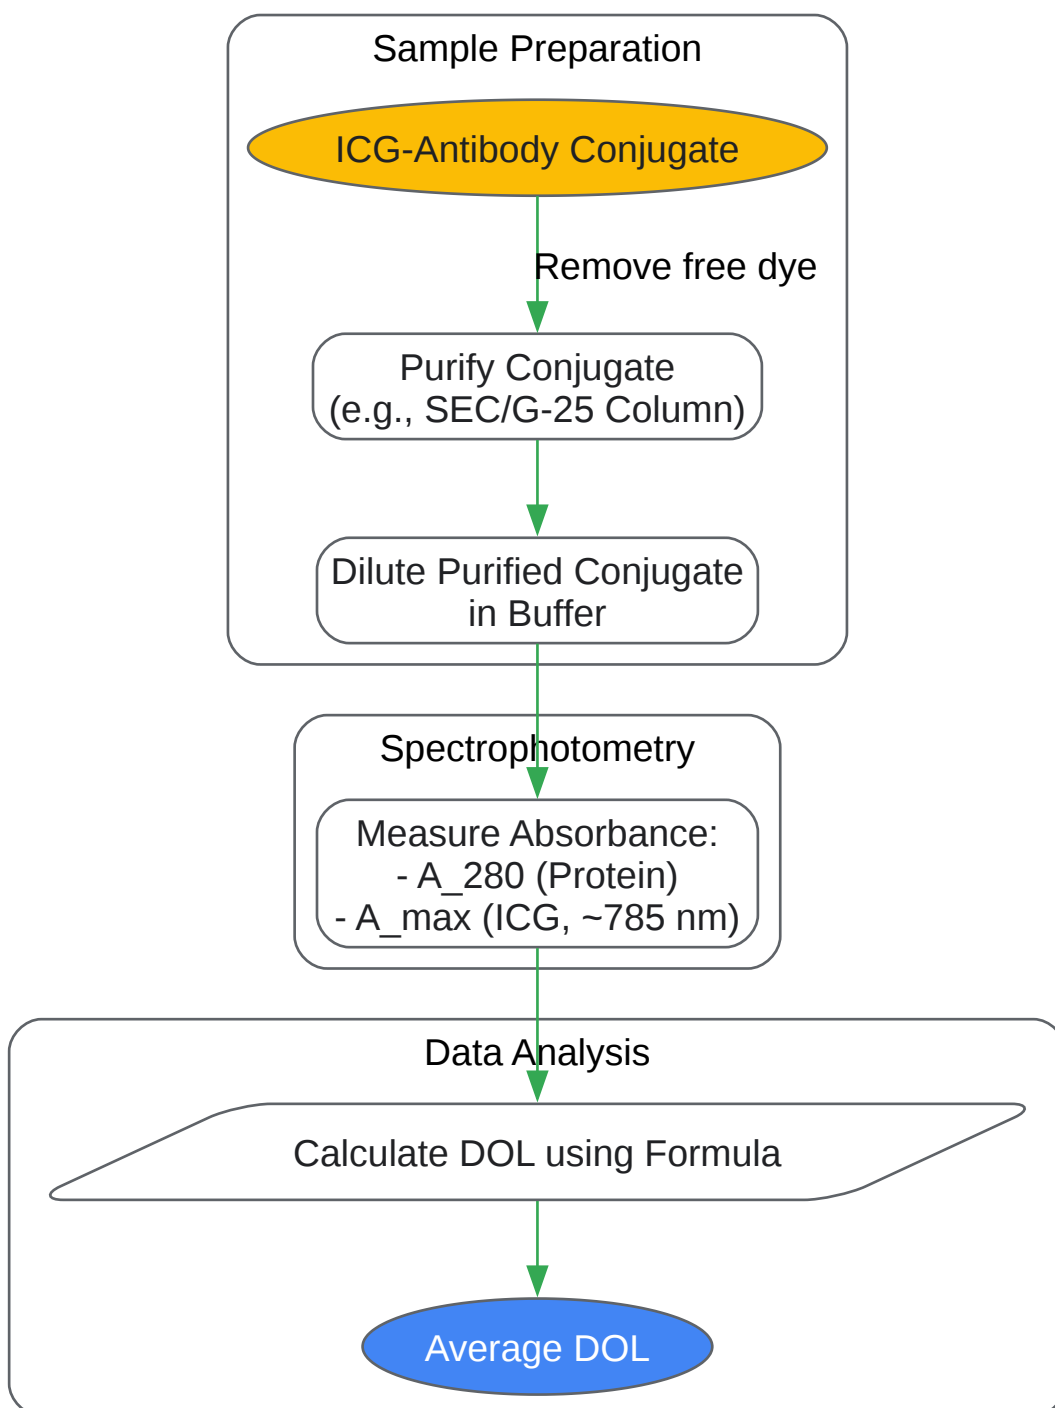 Sample Preparation
ICG-Antibody Conjugate
Remove free dye
Purify Conjugate
(e.g., SEC/G-25 Column)
Dilute Purified Conjugate
in Buffer
Spectrophotometry
Measure Absorbance:
- A_280 (Protein)
- A_max (ICG, ~785 nm)
Data Analysis
Calculate DOL using Formula
Average DOL